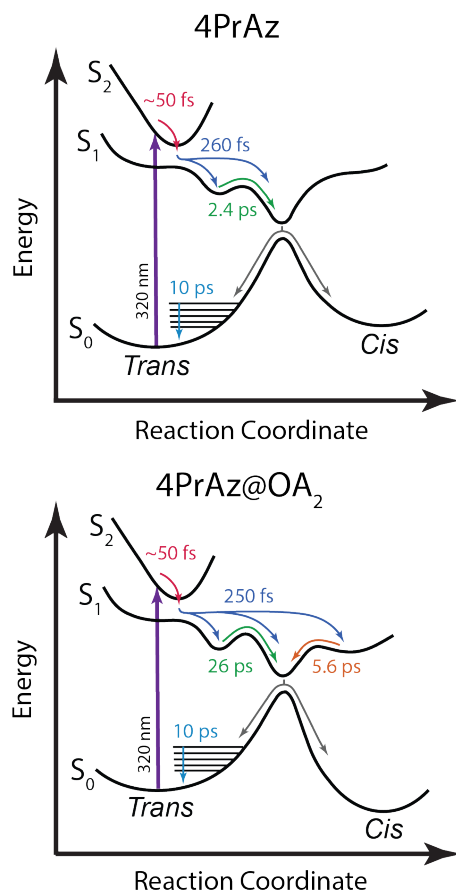 4PrAz
S2
~50 fs
S1
260 fs
2.4 ps
Energy
320 nm
10 ps
S0
Trans
Cis
Reaction Coordinate
4PrAz@OA2
S2
~50 fs
S1
250 fs
26 ps
5.6 ps
Energy
320 nm
10 ps
S0
Trans
Cis
Reaction Coordinate